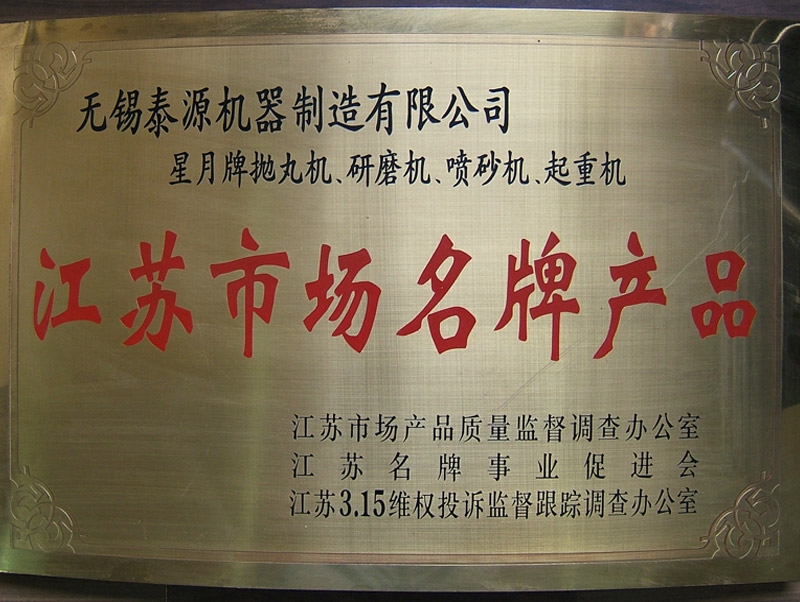 无锡泰源机器制造有限公司
星月牌抛丸机、研磨机、喷砂机、起重机
江苏市场名牌产品
江苏市场产品质量监督调查办公室
江苏名牌事业促进会
江苏3.15维权投诉监督跟踪调查办公室